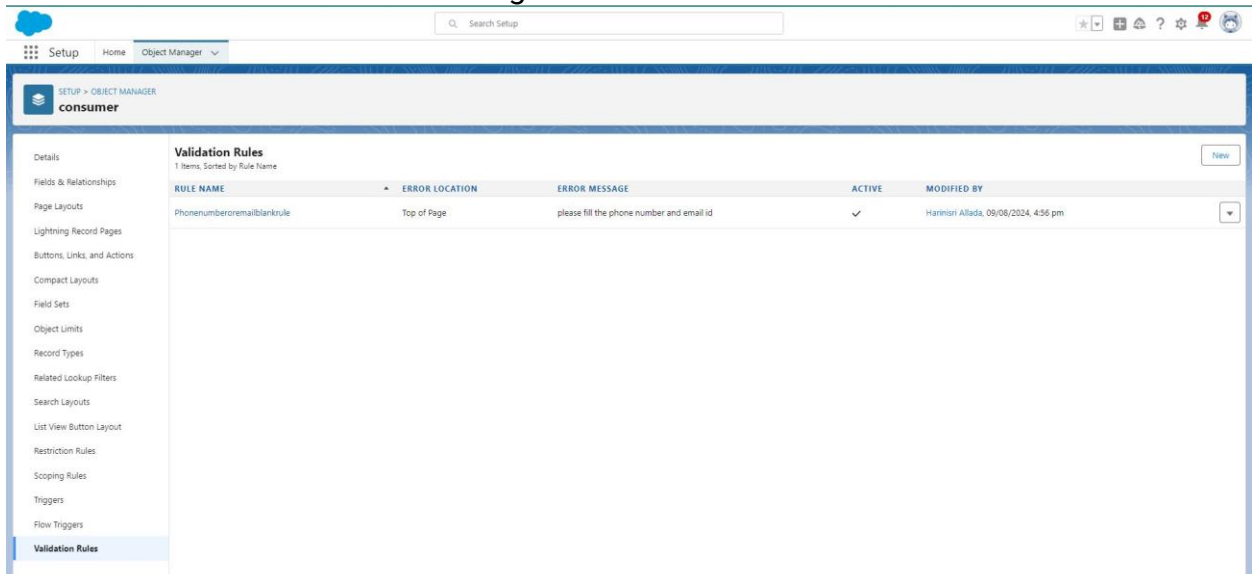 Search Setup
12
Setup Home Object Manager
SETUP > OBJECT MANAGER
consumer
Details
Fields & Relationships
Page Layouts
Lightning Record Pages
Buttons, Links, and Actions
Compact Layouts
Field Sets
Object Limits
Record Types
Related Lookup Filters
Search Layouts
List View Button Layout
Restriction Rules
Scoping Rules
Triggers
Flow Triggers
Validation Rules
Validation Rules
1 Items, Sorted by Rule Name
New
RULE NAME ERROR LOCATION ERROR MESSAGE ACTIVE MODIFIED BY
Phonenumberoremailblankrule Top of Page please fill the phone number and email id Harinisri Allada, 09/08/2024, 4:56 pm